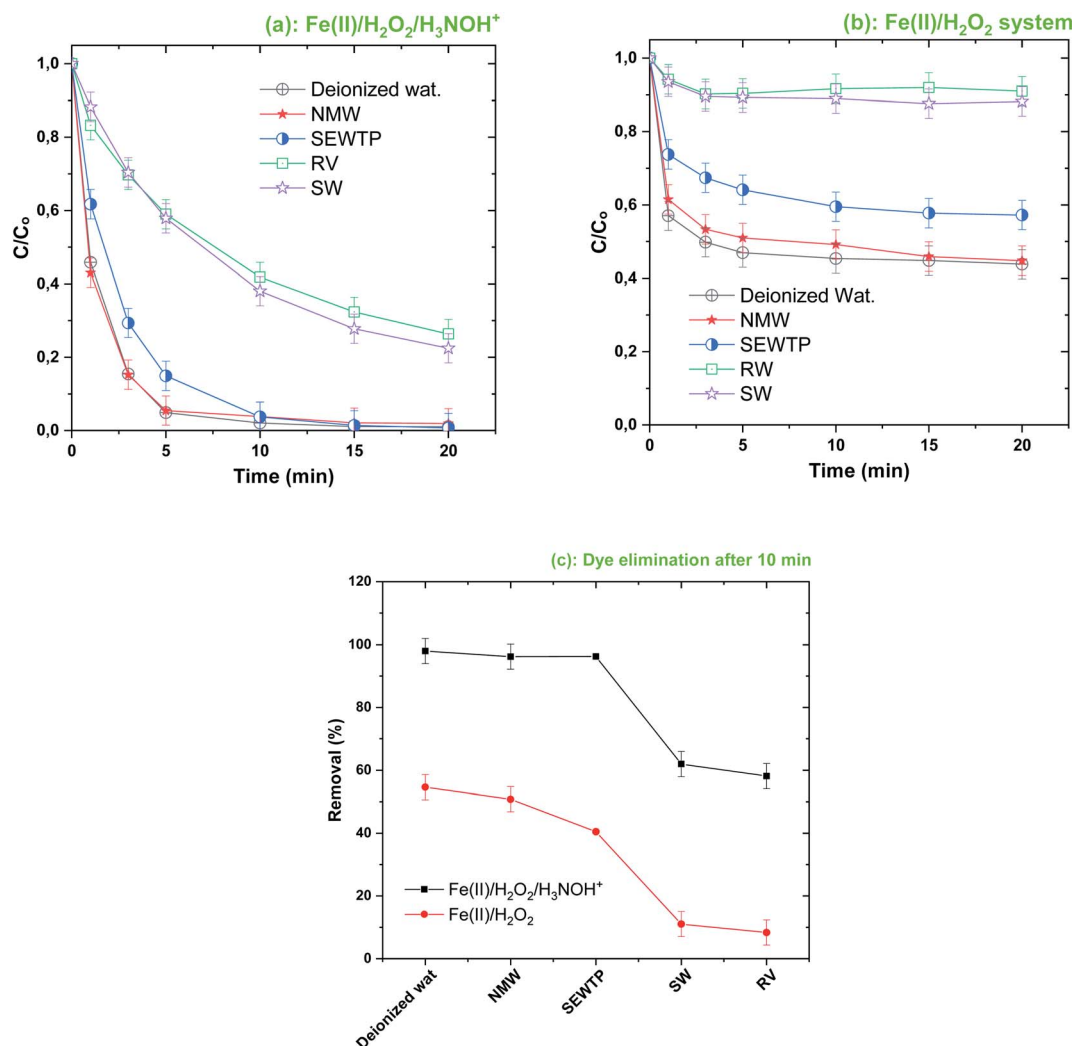 (a): Fe(II)/H₂O₂/H₃NOH⁺
1,0
0,8
0,6
0,4
0,2
0,0
C/Cₒ
Deionized wat.
NMW
SEWTP
RV
SW
0
5
10
15
20
Time (min)
(b): Fe(II)/H₂O₂ system
1,0
0,8
0,6
0,4
0,2
0,0
C/Cₒ
Deionized Wat.
NMW
SEWTP
RW
SW
0
5
10
15
20
Time (min)
(c): Dye elimination after 10 min
120
100
80
60
40
20
0
Removal (%)
Fe(II)/H₂O₂/H₃NOH⁺
Fe(II)/H₂O₂
Deionized wat
NMW
SEWTP
SW
RV